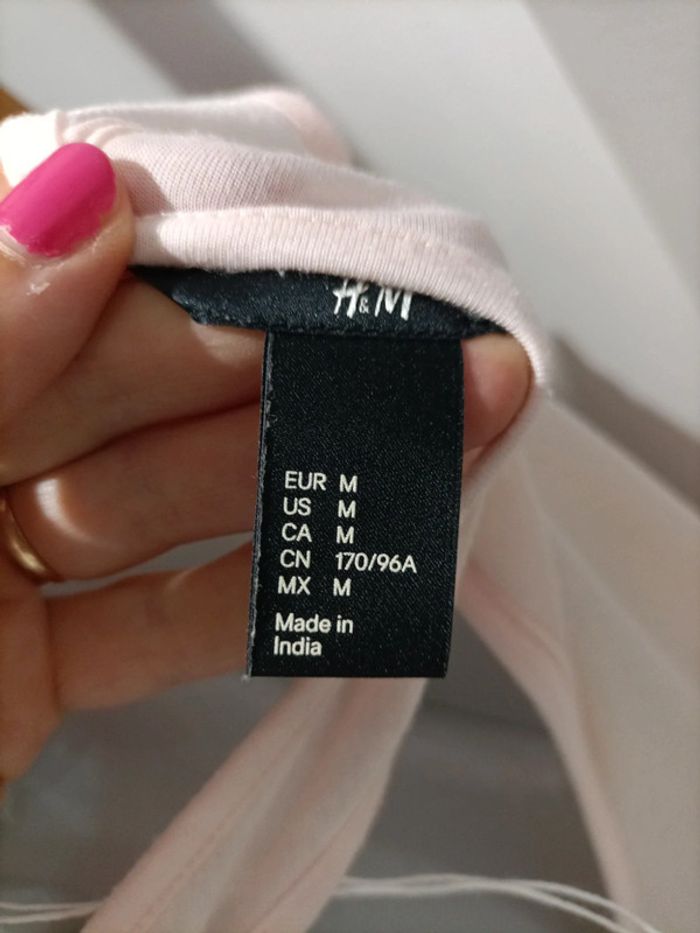 H&M
EUR M
US M
CA M
CN 170/96A
MX M
Made in
India